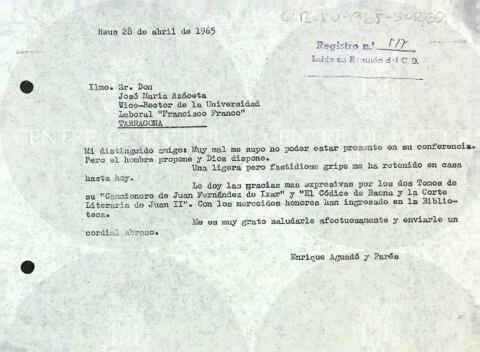 Reus 28 de abril de 1965
Registro n.º 517
Leído en Reunión del C.D.
Ilmo. Sr. Don
José Maria Azáceta
Vice-Rector de la Universidad
Laboral "Francisco Franco"
TARRAGONA
Mi distinguido amigo: Muy mal me supo no poder estar presente en su conferencia.
Pero el hombre propone y Dios dispone.
Una ligera pero fastidiosa gripe me ha retenido en casa
hasta hoy.
Le doy las gracias mas expresivas por los dos Tomos de
su "Cancionero de Juan Fernández de Ixar" y "El Códice de Baena y la Corte
Literaria de Juan II". Con los merecidos honores han ingresado en la Biblio-
teca.
Me es muy grato saludarle afectuosamente y enviarle un
cordial abraso.
Enrique Aguadé y Parés